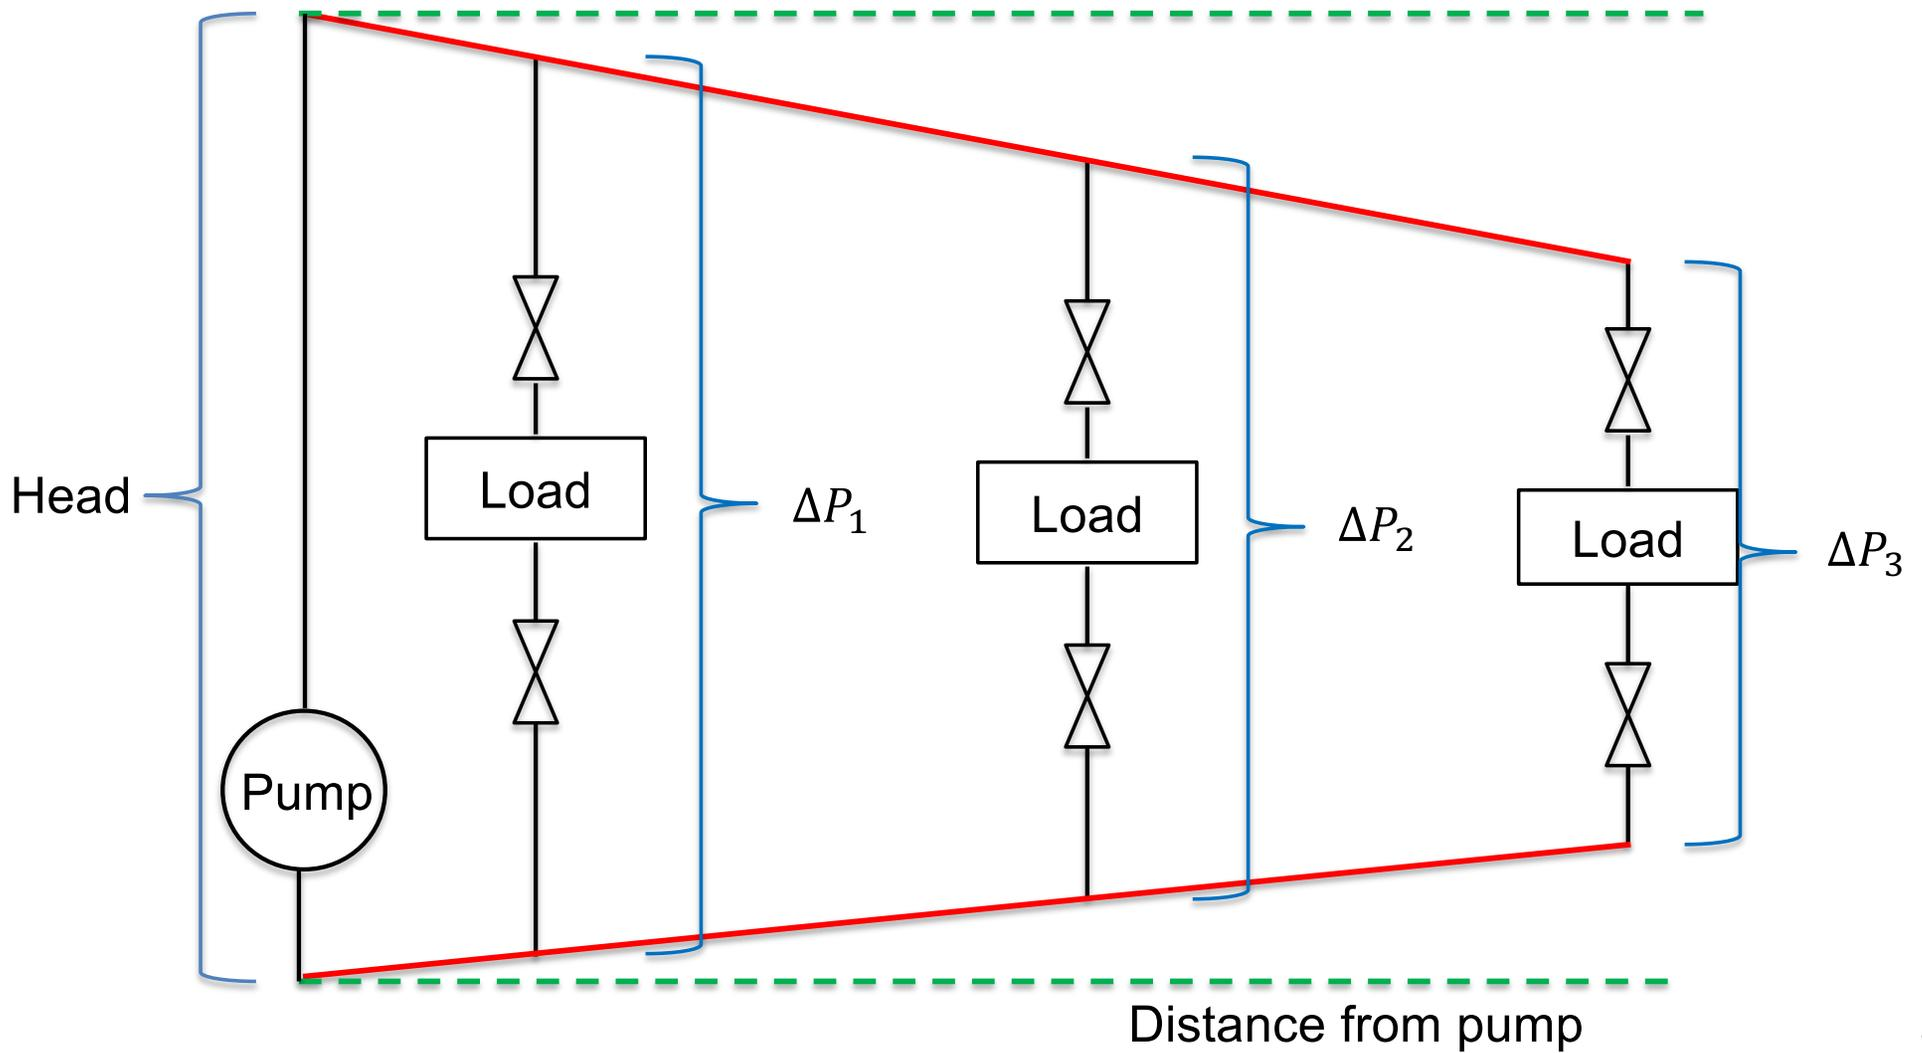 Head
Load
ΔP₁
Load
ΔP₂
Load
ΔP₃
Pump
Distance from pump